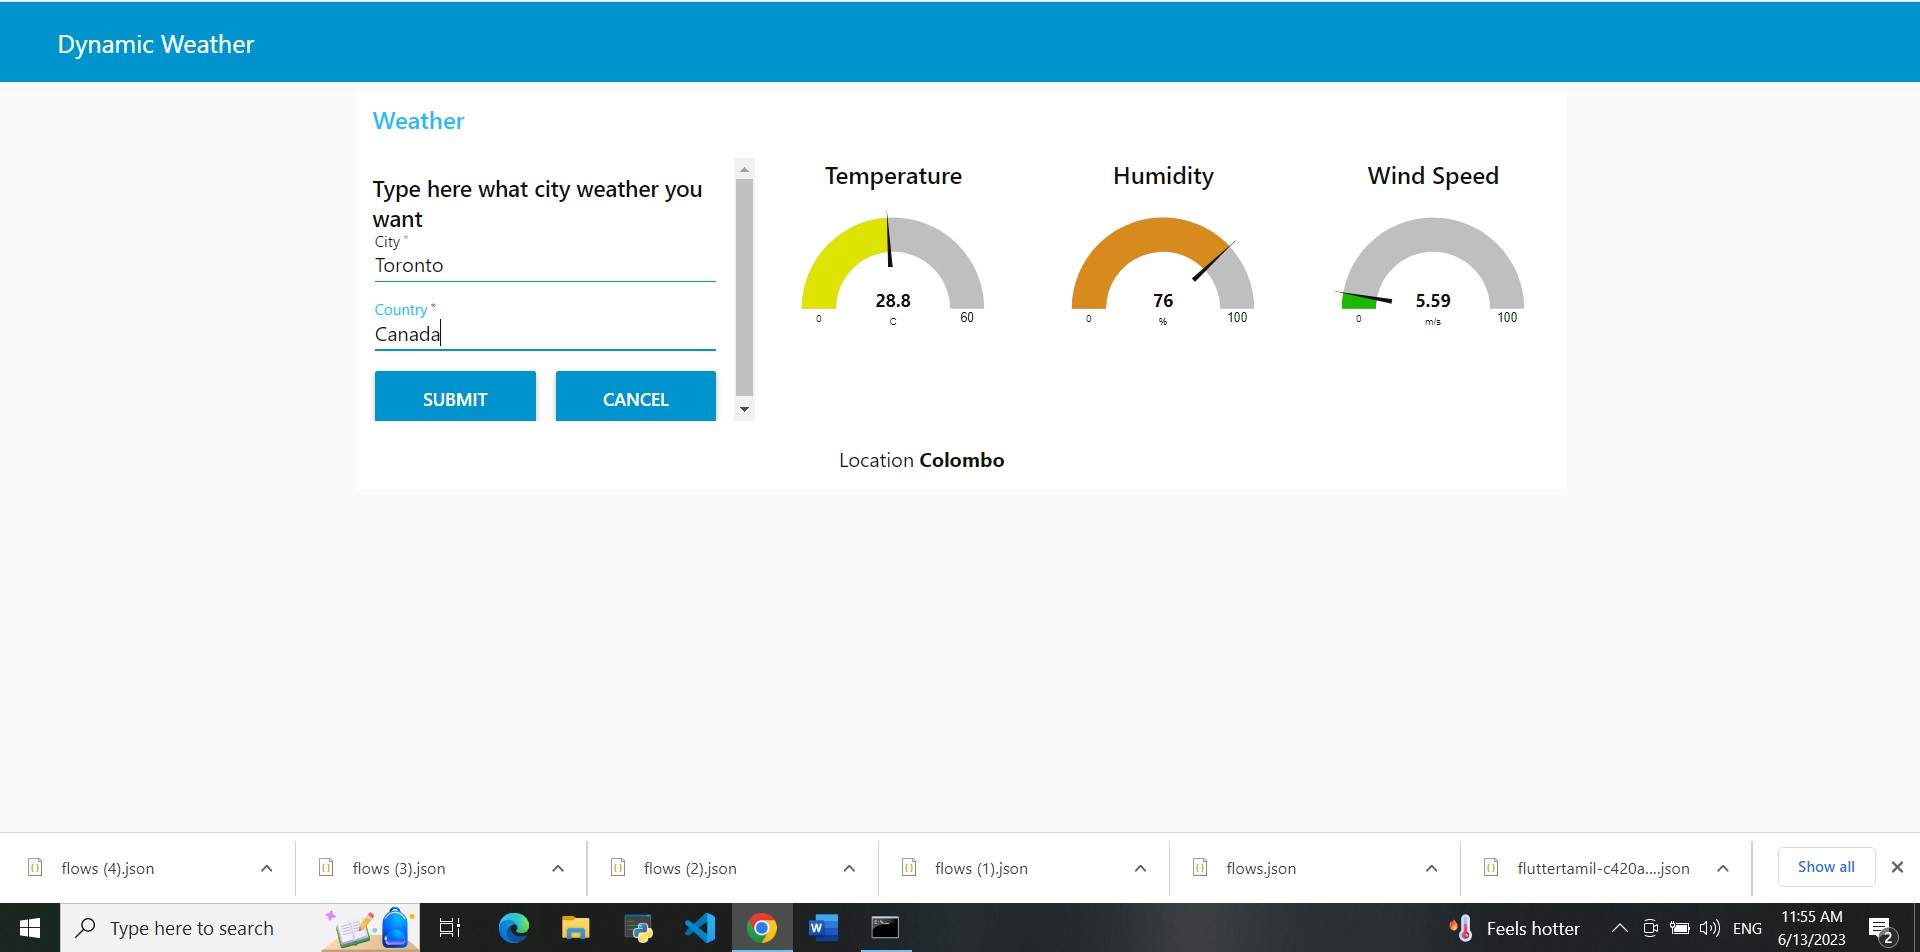 Dynamic Weather
Weather
Type here what city weather you
want
City *
Toronto
Country *
Canada
SUBMIT CANCEL
Temperature
28.8
C
0 60
Humidity
76
%
0 100
Wind Speed
5.59
m/s
0 100
Location Colombo
flows (4).json flows (3).json flows (2).json flows (1).json flows.json fluttertamil-c420a....json Show all
Type here to search
Feels hotter ENG
11:55 AM
6/13/2023
2